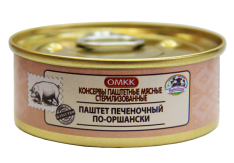 ОМКК
КОНСЕРВЫ ПАШТЕТНЫЕ МЯСНЫЕ
СТЕРИЛИЗОВАННЫЕ
ПАШТЕТ ПЕЧЕНОЧНЫЙ
ПО-ОРШАНСКИ